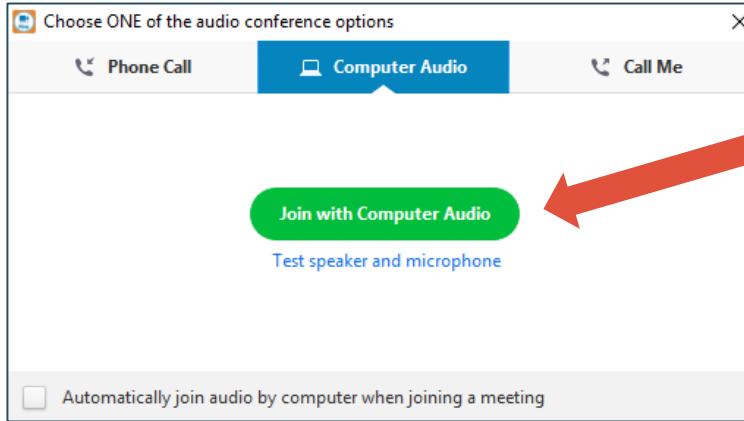 Choose ONE of the audio conference options
Phone Call
Computer Audio
Call Me
Join with Computer Audio
Test speaker and microphone
Automatically join audio by computer when joining a meeting